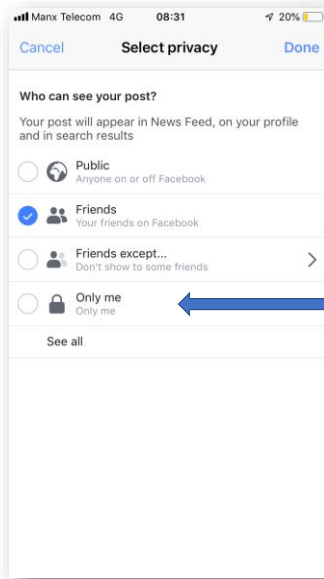 Manx Telecom 4G 08:31 20%
Cancel Select privacy Done
Who can see your post?
Your post will appear in News Feed, on your profile
and in search results
Public
Anyone on or off Facebook
Friends
Your friends on Facebook
Friends except...
Don't show to some friends
Only me
Only me
See all